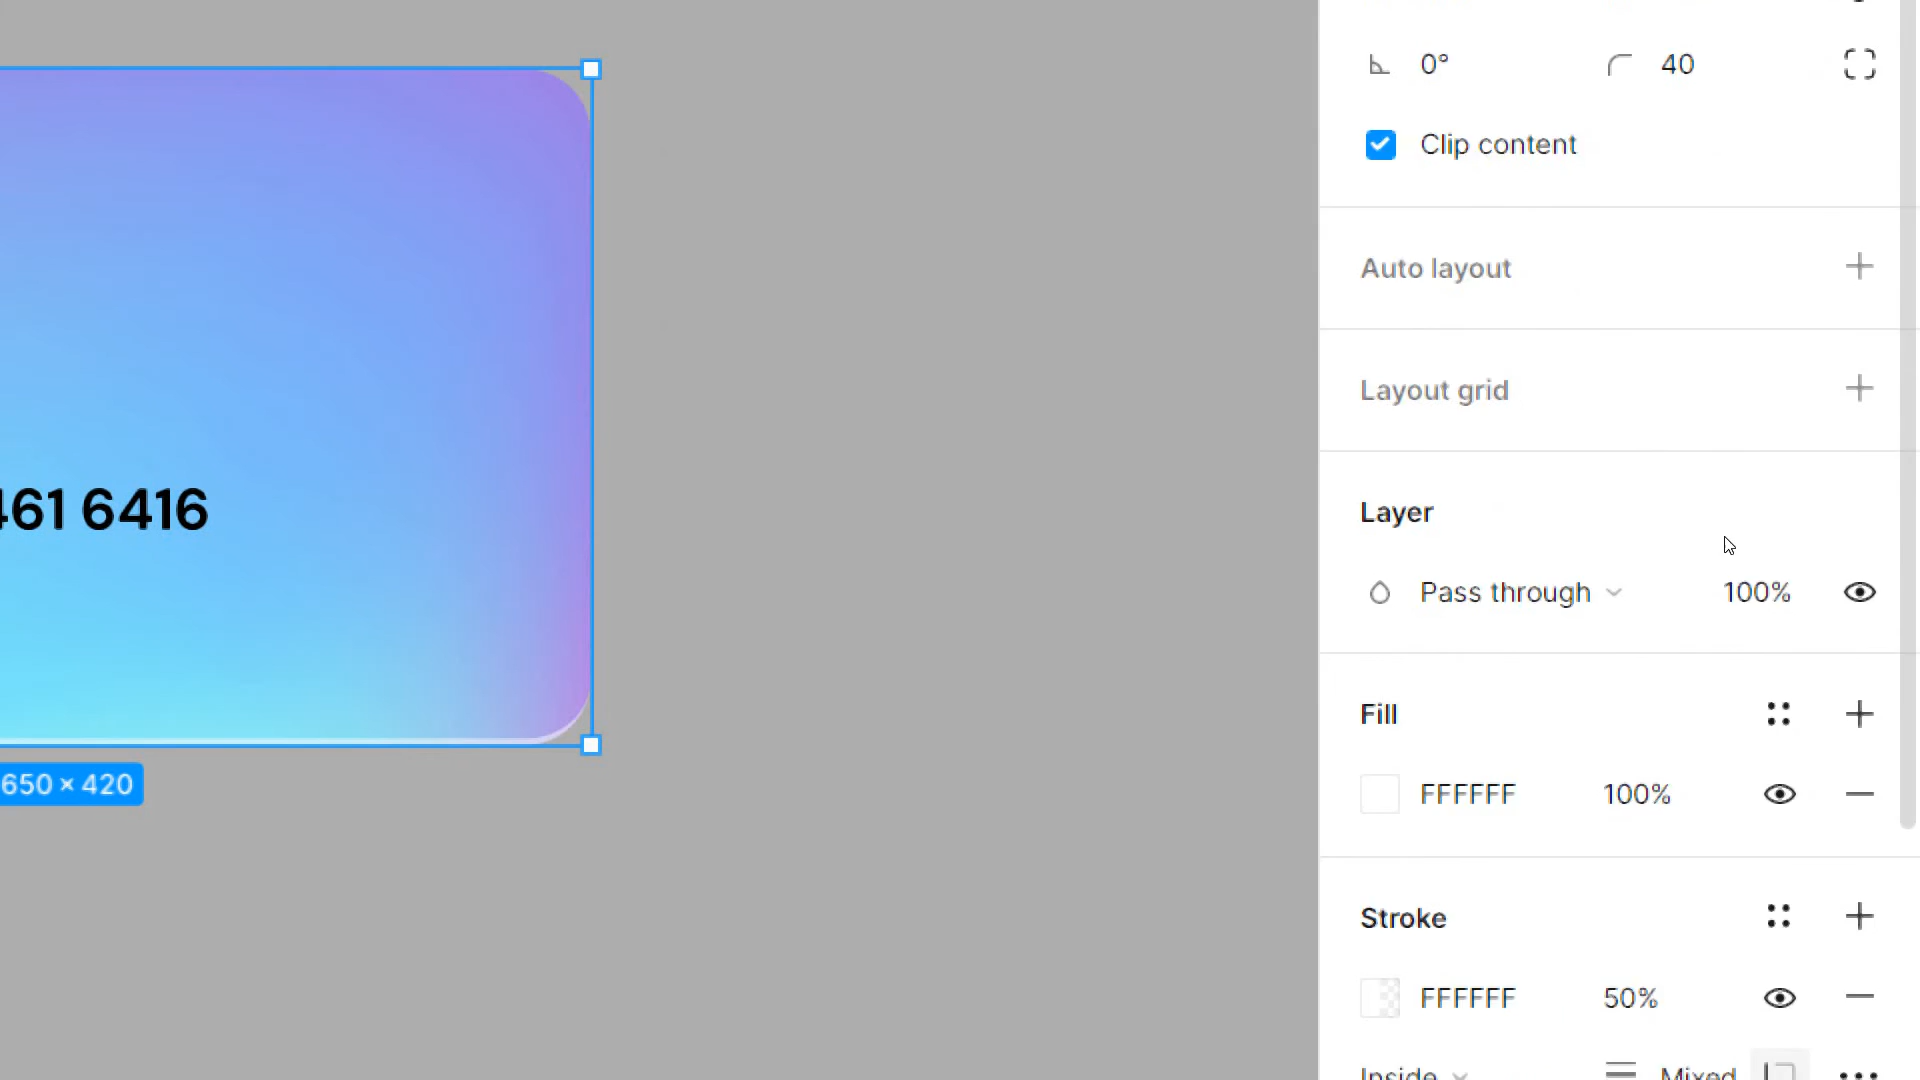 0° 40
Clip content
Auto layout
Layout grid
461 6416
Layer
Pass through 100%
Fill
650 × 420
FFFFFF 100%
Stroke
FFFFFF 50%
Inside Mixed